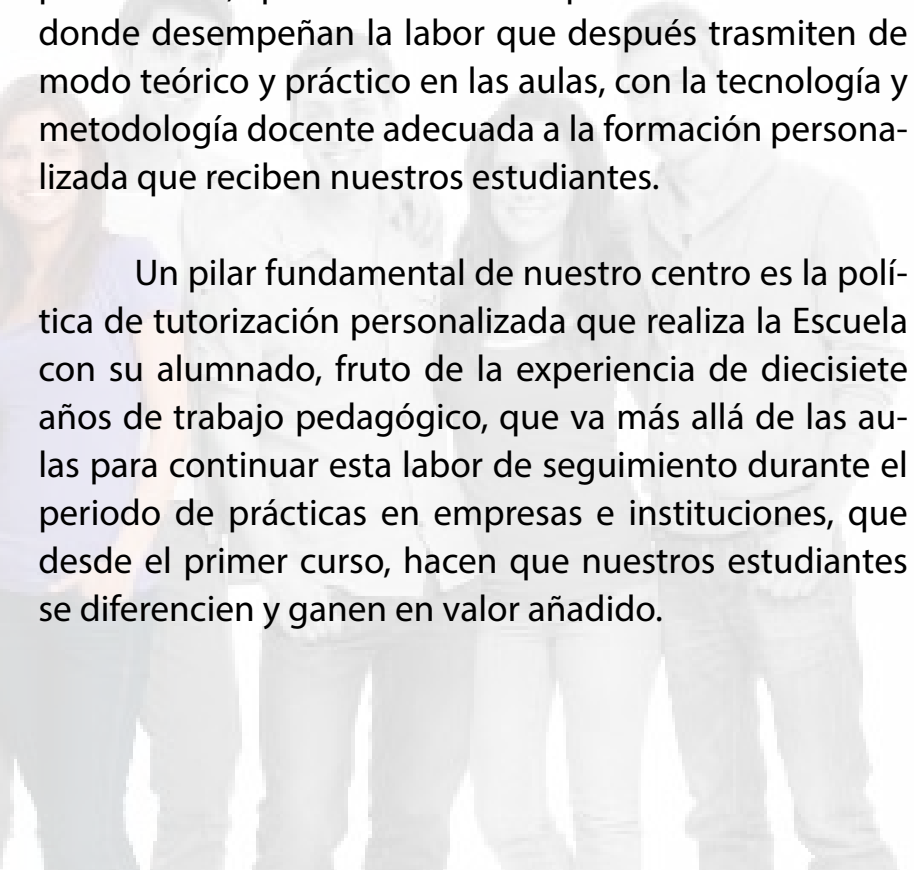 donde desempeñan la labor que después trasmiten de
modo teórico y práctico en las aulas, con la tecnología y
metodología docente adecuada a la formación persona-
lizada que reciben nuestros estudiantes.
Un pilar fundamental de nuestro centro es la polí-
tica de tutorización personalizada que realiza la Escuela
con su alumnado, fruto de la experiencia de diecisiete
años de trabajo pedagógico, que va más allá de las au-
las para continuar esta labor de seguimiento durante el
periodo de prácticas en empresas e instituciones, que
desde el primer curso, hacen que nuestros estudiantes
se diferencien y ganen en valor añadido.